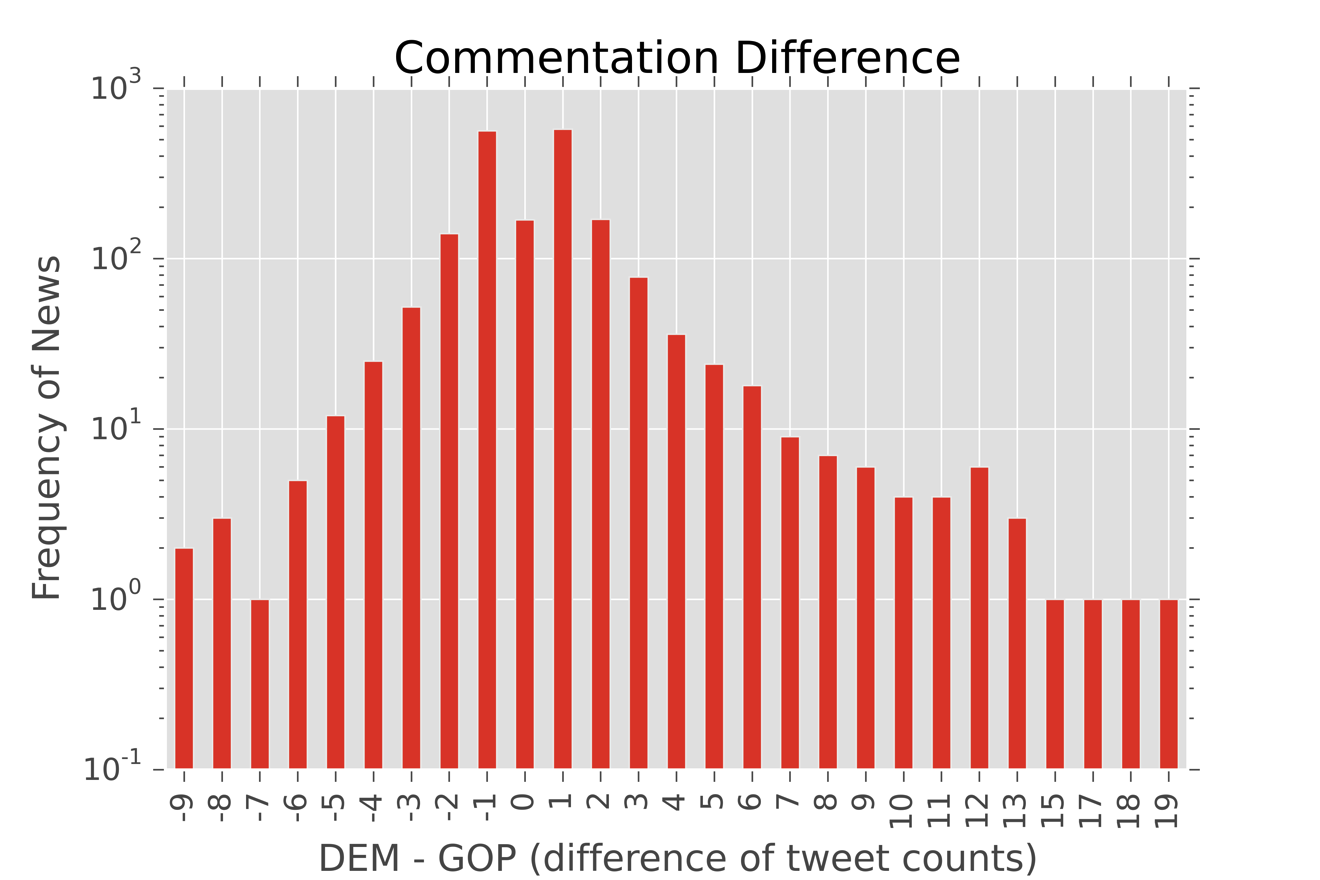 Commentation Difference
10^3
10^2
10^1
10^0
10^-1
Frequency of News
-9 -8 -7 -6 -5 -4 -3 -2 -1 0 1 2 3 4 5 6 7 8 9 10 11 12 13 15 17 18 19
DEM - GOP (difference of tweet counts)